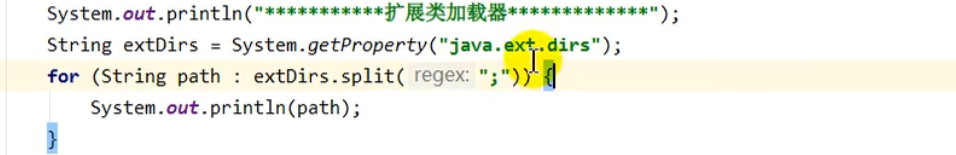 System.out.println("***********扩展类加载器*************");
String extDirs = System.getProperty("java.ext.dirs");
for (String path : extDirs.split( regex: ";")) {
System.out.println(path);
}